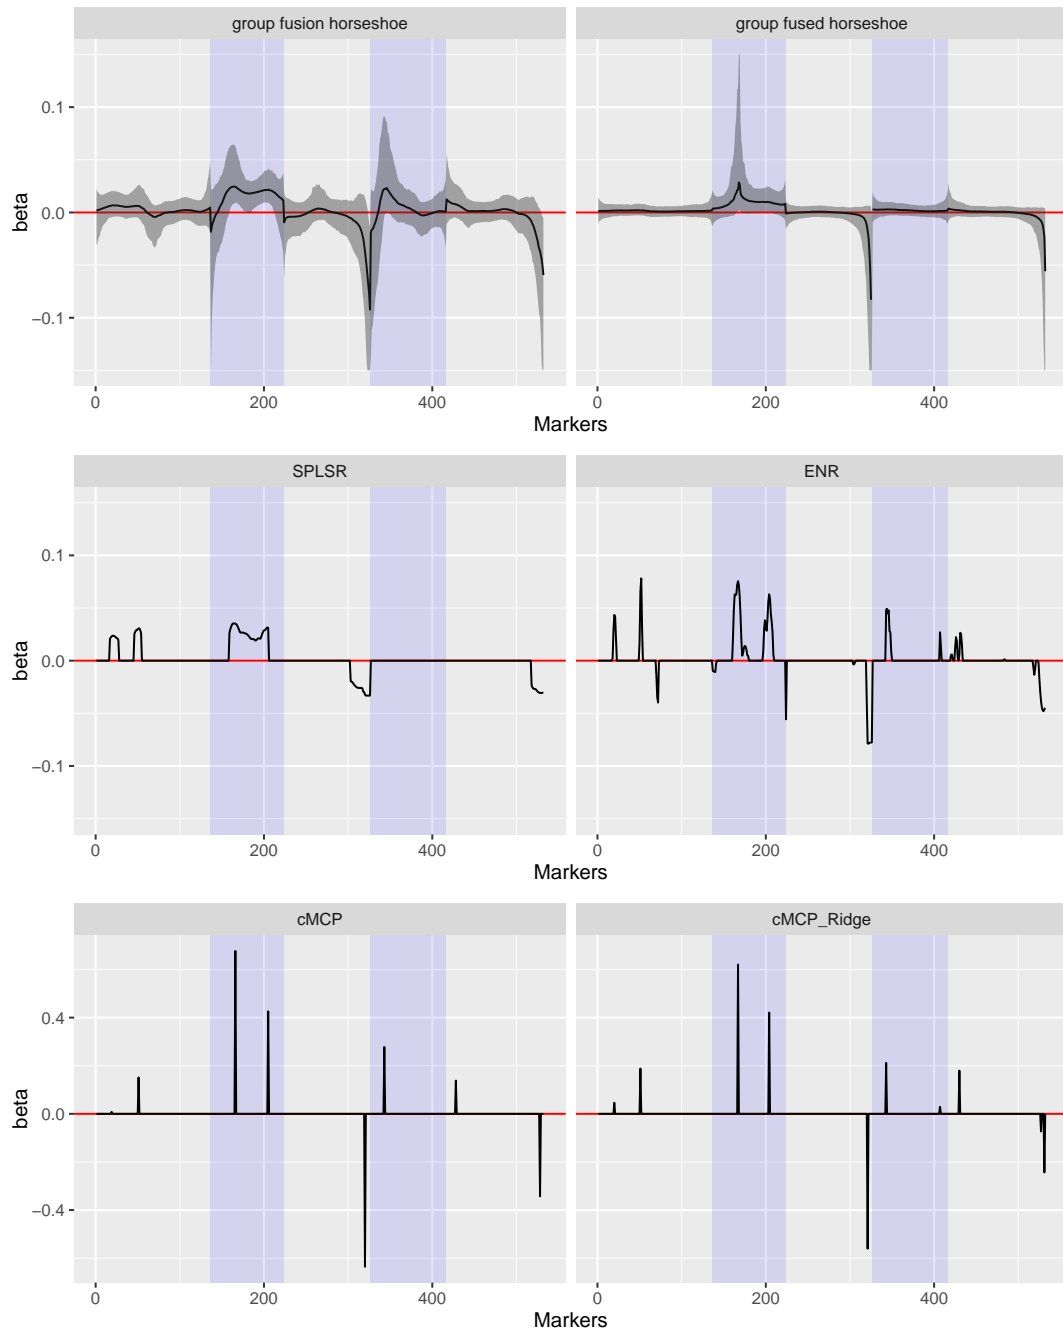 group fusion horseshoe
group fused horseshoe
beta
0.1
0.0
−0.1
0 200 400
0 200 400
Markers
SPLSR
ENR
beta
0.1
0.0
−0.1
0 200 400
0 200 400
Markers
cMCP
cMCP_Ridge
beta
0.4
0.0
−0.4
0 200 400
0 200 400
Markers